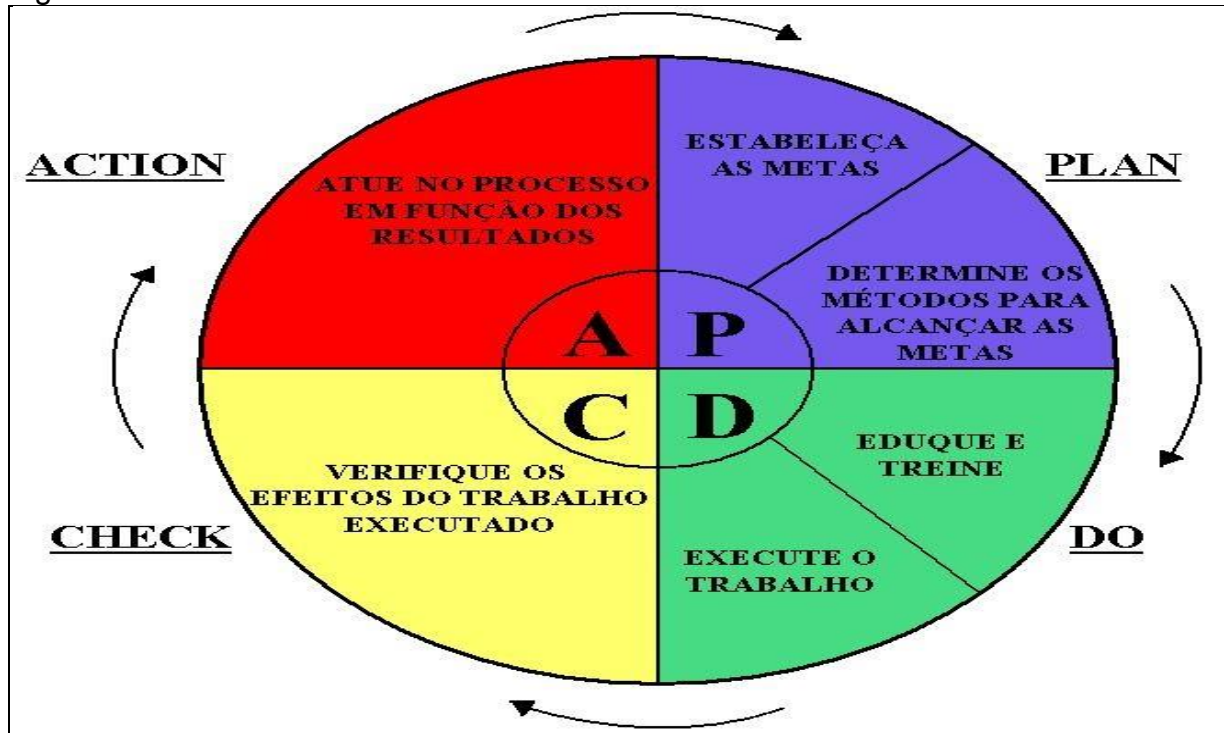 ACTION
ATUE NO PROCESSO
EM FUNÇÃO DOS
RESULTADOS
ESTABELEÇA
AS METAS
PLAN
DETERMINE OS
MÉTODOS PARA
ALCANÇAR AS
METAS
A
P
C
D
EDUQUE E
TREINE
VERIFIQUE OS
EFEITOS DO TRABALHO
EXECUTADO
CHECK
DO
EXECUTE O
TRABALHO